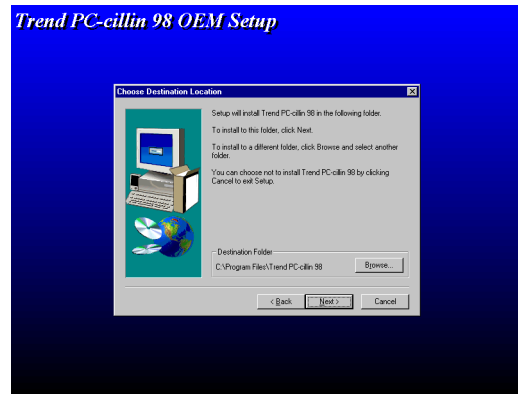 Trend PC-cillin 98 OEM Setup
Choose Destination Location
Setup will install Trend PC-cillin 98 in the following folder.
To install to this folder, click Next.
To install to a different folder, click Browse and select another
folder.
You can choose not to install Trend PC-cillin 98 by clicking
Cancel to exit Setup.
Destination Folder
C:\Program Files\Trend PC-cillin 98
Browse...
< Back
Next >
Cancel